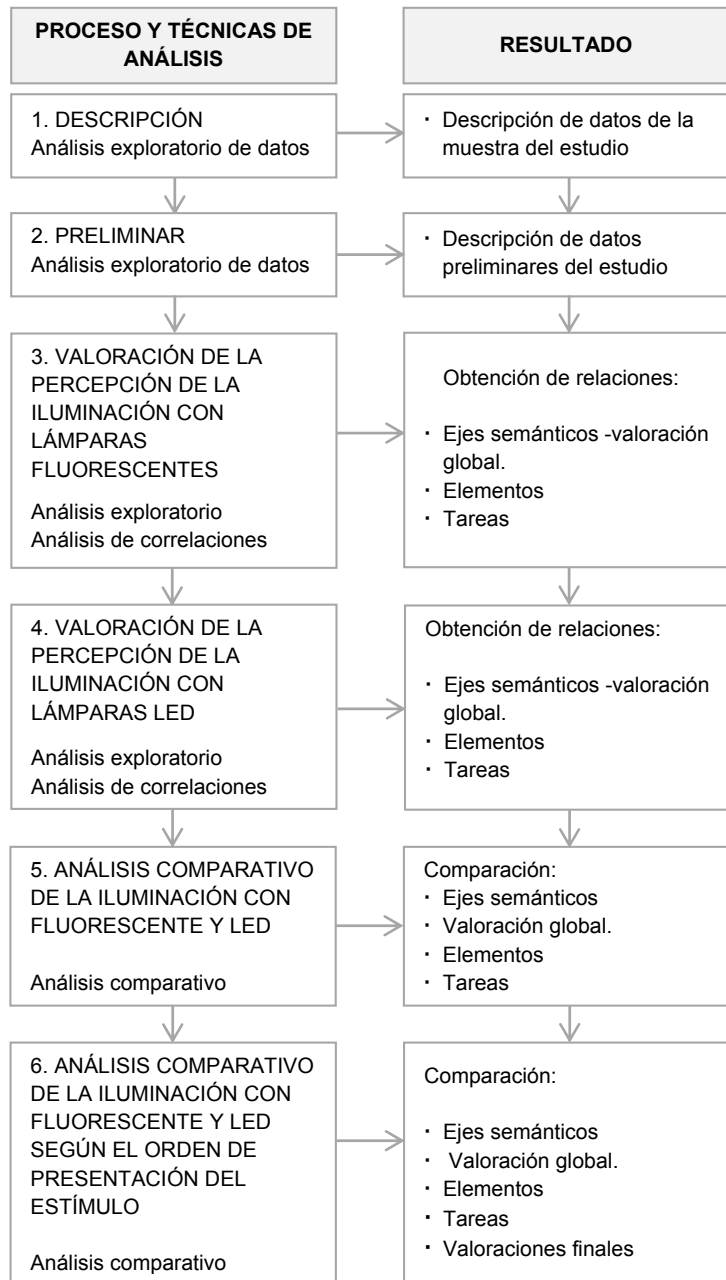 PROCESO Y TÉCNICAS DE
ANÁLISIS
RESULTADO
1. DESCRIPCIÓN
Análisis exploratorio de datos
· Descripción de datos de la
muestra del estudio
2. PRELIMINAR
Análisis exploratorio de datos
· Descripción de datos
preliminares del estudio
3. VALORACIÓN DE LA
PERCEPCIÓN DE LA
ILUMINACIÓN CON
LÁMPARAS
FLUORESCENTES
Análisis exploratorio
Análisis de correlaciones
Obtención de relaciones:
· Ejes semánticos -valoración
global.
· Elementos
· Tareas
4. VALORACIÓN DE LA
PERCEPCIÓN DE LA
ILUMINACIÓN CON
LÁMPARAS LED
Análisis exploratorio
Análisis de correlaciones
Obtención de relaciones:
· Ejes semánticos -valoración
global.
· Elementos
· Tareas
5. ANÁLISIS COMPARATIVO
DE LA ILUMINACIÓN CON
FLUORESCENTE Y LED
Análisis comparativo
Comparación:
· Ejes semánticos
· Valoración global.
· Elementos
· Tareas
6. ANÁLISIS COMPARATIVO
DE LA ILUMINACIÓN CON
FLUORESCENTE Y LED
SEGÚN EL ORDEN DE
PRESENTACIÓN DEL
ESTÍMULO
Análisis comparativo
Comparación:
· Ejes semánticos
· Valoración global.
· Elementos
· Tareas
· Valoraciones finales